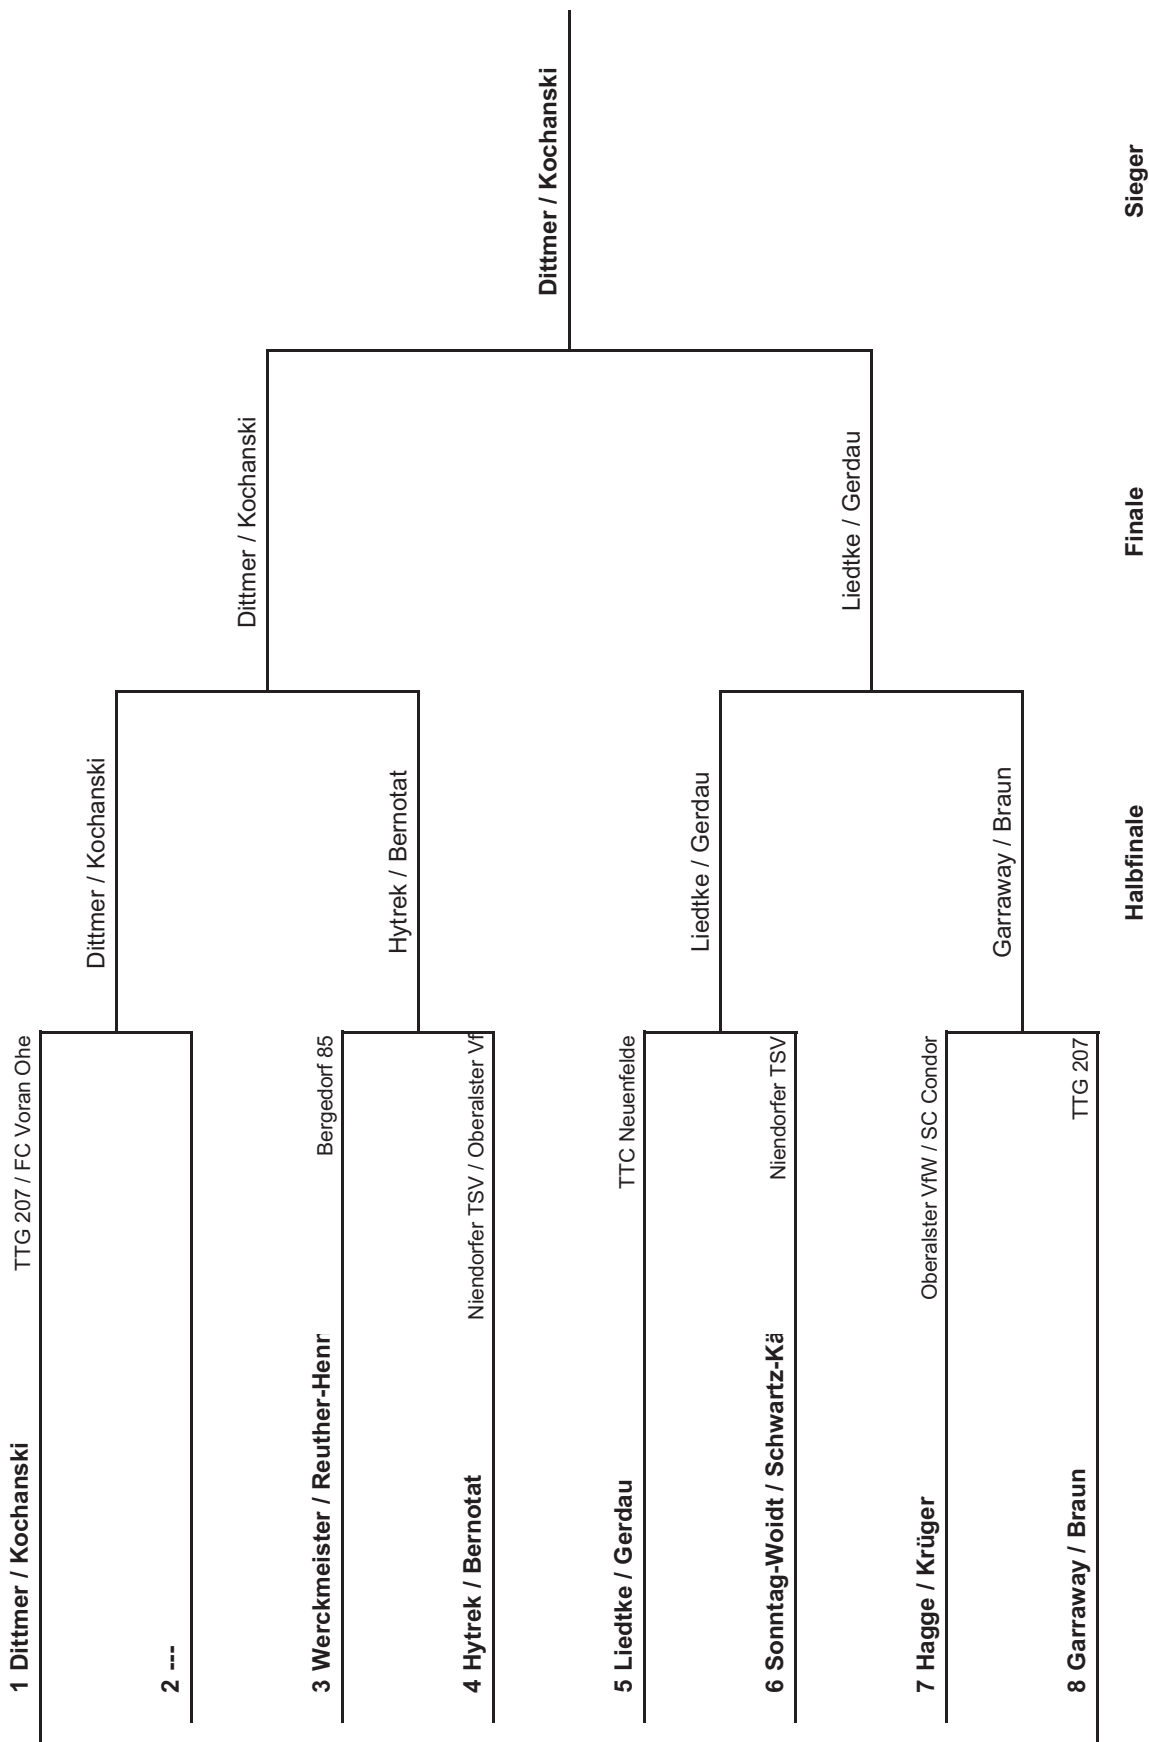 1 Dittmer / Kochanski TTG 207 / FC Voran Ohe
2 ---
3 Werckmeister / Reuther-Henr Bergedorf 85
4 Hytrek / Bernotat Niendorfer TSV / Oberalster Vf
5 Liedtke / Gerdau TTC Neuenfelde
6 Sonntag-Woidt / Schwartz-Kä Niendorfer TSV
7 Hagge / Krüger Oberalster VfW / SC Condor
8 Garraway / Braun TTG 207
Dittmer / Kochanski
Hytrek / Bernotat
Liedtke / Gerdau
Garraway / Braun
Dittmer / Kochanski
Liedtke / Gerdau
Dittmer / Kochanski
Halbfinale
Finale
Sieger